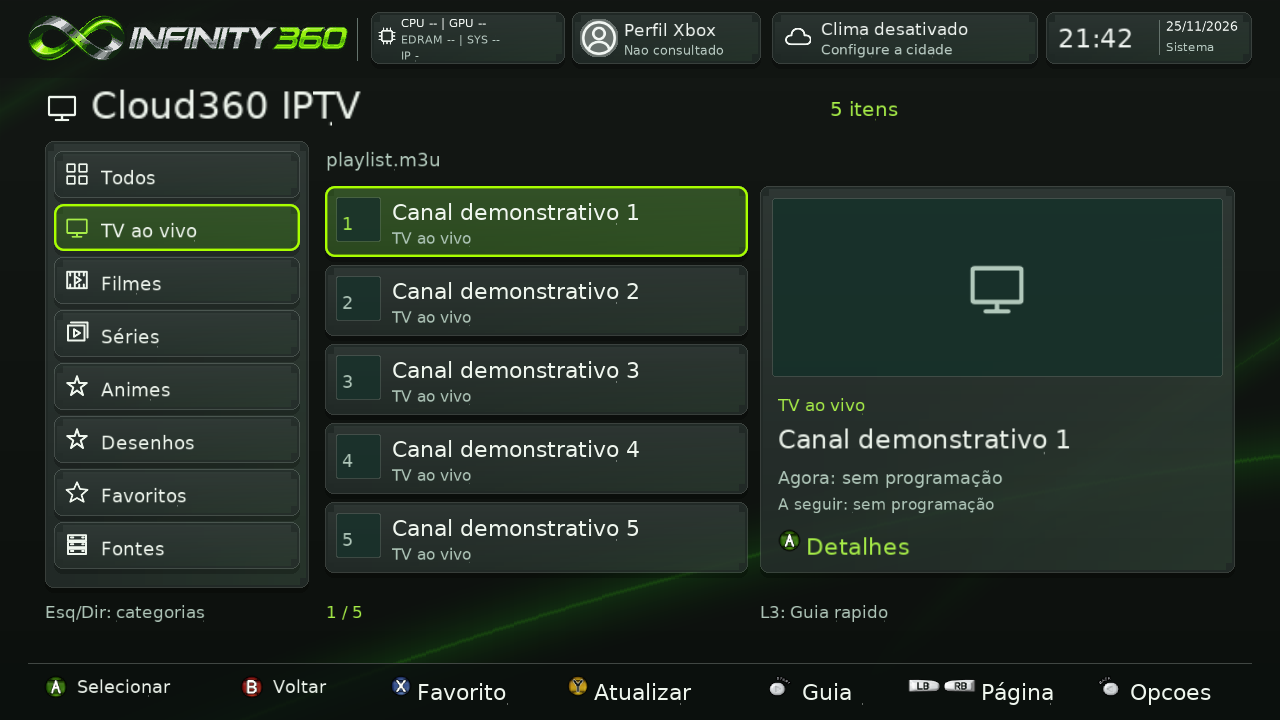 INFINITY 360
CPU -- | GPU --
EDRAM -- | SYS --
IP -
Perfil Xbox
Nao consultado
Clima desativado
Configure a cidade
21:42
25/11/2026
Sistema
Cloud360 IPTV
5 itens
Todos
TV ao vivo
Filmes
Séries
Animes
Desenhos
Favoritos
Fontes
playlist.m3u
1
Canal demonstrativo 1
TV ao vivo
2
Canal demonstrativo 2
TV ao vivo
3
Canal demonstrativo 3
TV ao vivo
4
Canal demonstrativo 4
TV ao vivo
5
Canal demonstrativo 5
TV ao vivo
TV ao vivo
Canal demonstrativo 1
Agora: sem programação
A seguir: sem programação
A Detalhes
Esq/Dir: categorias
1 / 5
L3: Guia rapido
A Selecionar
B Voltar
X Favorito
Y Atualizar
Guia
LB RB Página
Opcoes